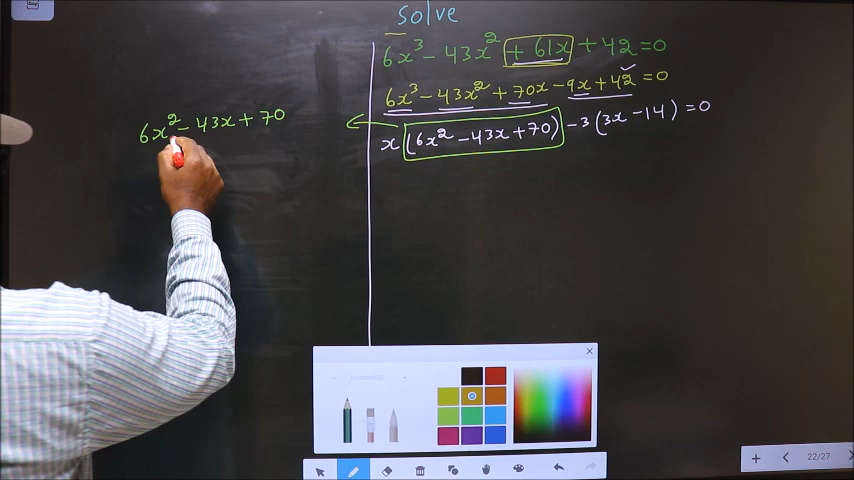 solve
6x³ - 43x² + 61x + 42 = 0
6x³ - 43x² + 70x - 9x + 42 = 0
x (6x² - 43x + 70) - 3 (3x - 14) = 0
6x² - 43x + 70
22/27